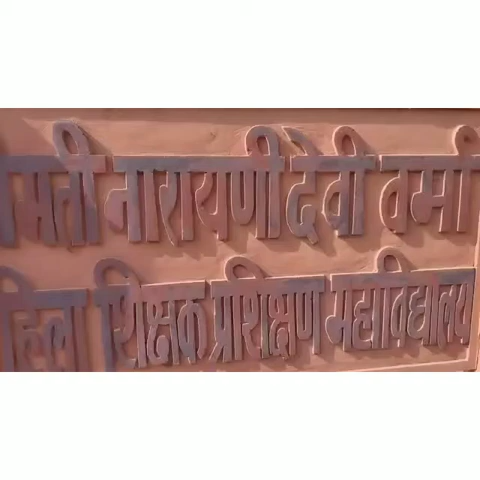 मती नारायणी देवी वर्मा
हिला शिक्षक प्रशिक्षण महाविद्यालय